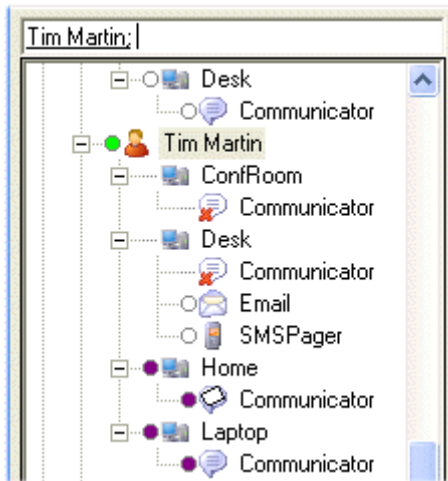 Tim Martin;
Desk
Communicator
Tim Martin
ConfRoom
Communicator
Desk
Communicator
Email
SMSPager
Home
Communicator
Laptop
Communicator